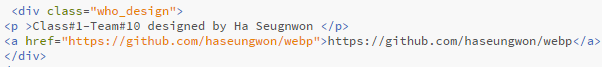 <div class="who_design">
<p >Class#1-Team#10 designed by Ha Seugnwon </p>
<a href="https://github.com/haseungwon/webp">https://github.com/haseungwon/webp</a>
</div>